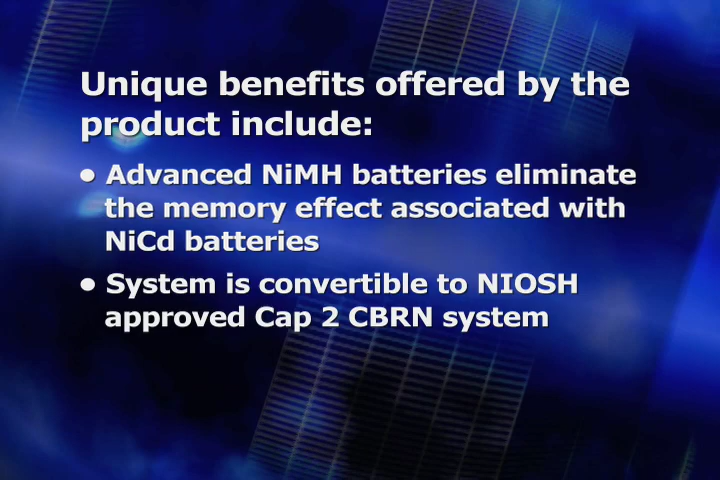 Unique benefits offered by the
product include:
• Advanced NiMH batteries eliminate
the memory effect associated with
NiCd batteries
• System is convertible to NIOSH
approved Cap 2 CBRN system